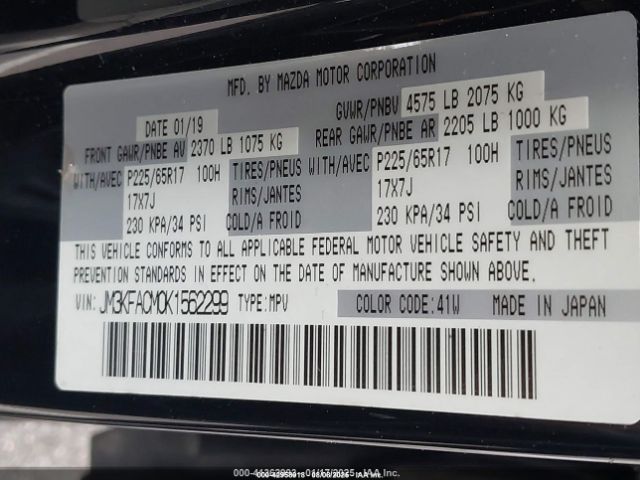 MFD. BY MAZDA MOTOR CORPORATION
DATE 01/19 GVWR/PNBV 4575 LB 2075 KG
FRONT GAWR/PNBE AV 2370 LB 1075 KG REAR GAWR/PNBE AR 2205 LB 1000 KG
WITH/AVEC P225/65R17 100H TIRES/PNEUS WITH/AVEC P225/65R17 100H TIRES/PNEUS
17X7J RIMS/JANTES 17X7J RIMS/JANTES
230 KPA/34 PSI COLD/A FROID 230 KPA/34 PSI COLD/A FROID
THIS VEHICLE CONFORMS TO ALL APPLICABLE FEDERAL MOTOR VEHICLE SAFETY AND THEFT
PREVENTION STANDARDS IN EFFECT ON THE DATE OF MANUFACTURE SHOWN ABOVE.
VIN: JM3KFACM0K1562299 TYPE:MPV COLOR CODE:41W MADE IN JAPAN